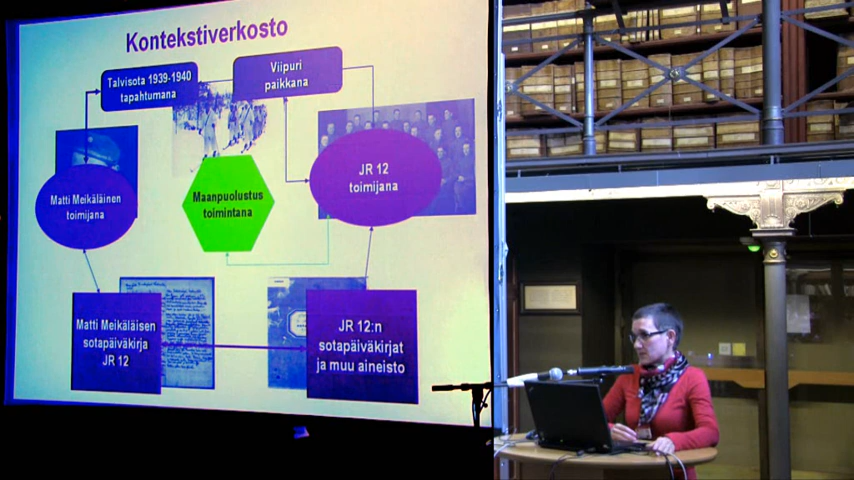 Kontekstiverkosto
Talvisota 1939-1940
tapahtumana
Viipuri
paikkana
Matti Meikäläinen
toimijana
Maanpuolustus
toimintana
JR 12
toimijana
Matti Meikäläisen
sotapäiväkirja
JR 12
JR 12:n
sotapäiväkirjat
ja muu aineisto